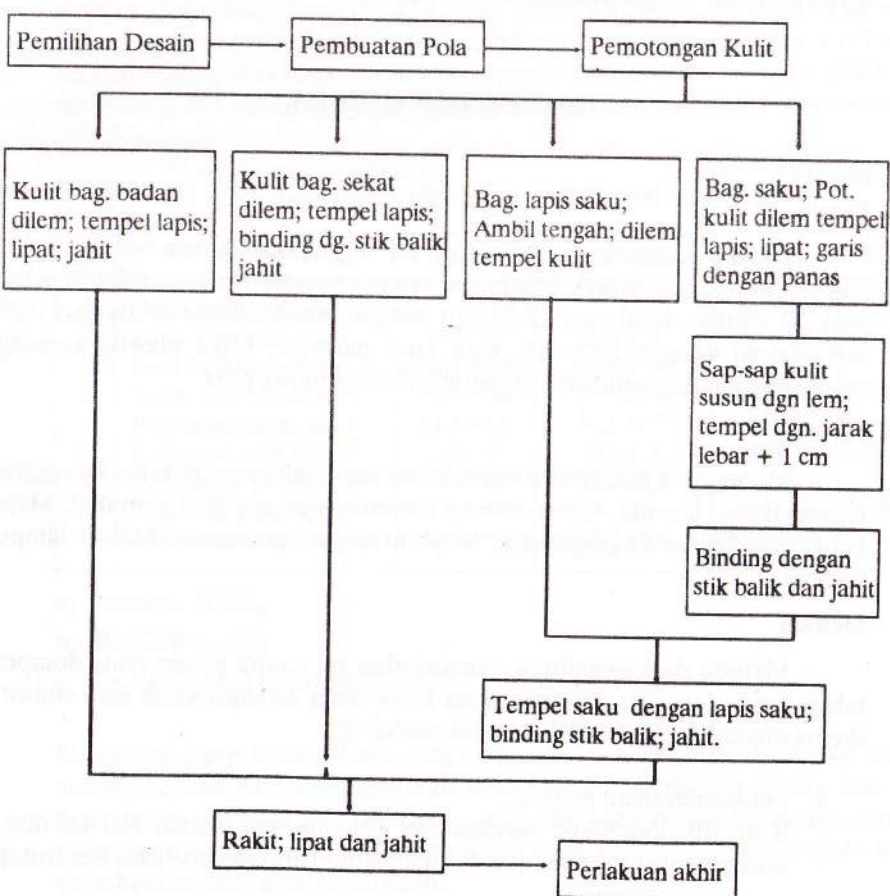 Pemilihan Desain
Pembuatan Pola
Pemotongan Kulit
Kulit bag. badan
dilem; tempel lapis;
lipat; jahit
Kulit bag. sekat
dilem; tempel lapis;
binding dg. stik balik
jahit
Bag. lapis saku;
Ambil tengah; dilem
tempel kulit
Bag. saku; Pot.
kulit dilem tempel
lapis; lipat; garis
dengan panas
Sap-sap kulit
susun dgn lem;
tempel dgn. jarak
lebar + 1 cm
Binding dengan
stik balik dan jahit
Tempel saku dengan lapis saku;
binding stik balik; jahit.
Rakit; lipat dan jahit
Perlakuan akhir